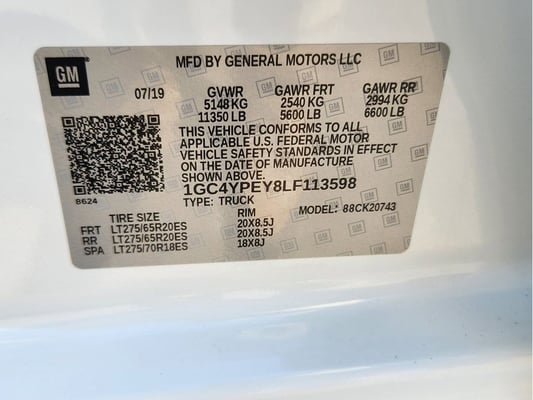 GM
MFD BY GENERAL MOTORS LLC
07/19 GVWR GAWR FRT GAWR RR
5148 KG 2540 KG 2994 KG
11350 LB 5600 LB 6600 LB
THIS VEHICLE CONFORMS TO ALL
APPLICABLE U.S. FEDERAL MOTOR
VEHICLE SAFETY STANDARDS IN EFFECT
ON THE DATE OF MANUFACTURE
SHOWN ABOVE.
1GC4YPEY8LF113598
8624
TYPE: TRUCK MODEL: 88CK20743
TIRE SIZE RIM
FRT LT275/65R20ES 20X8.5J
RR LT275/65R20ES 20X8.5J
SPA LT275/70R18ES 18X8J